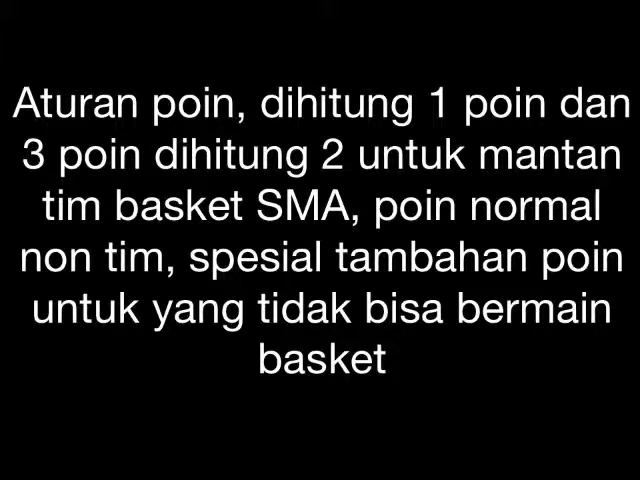 Aturan poin, dihitung 1 poin dan
3 poin dihitung 2 untuk mantan
tim basket SMA, poin normal
non tim, spesial tambahan poin
untuk yang tidak bisa bermain
basket